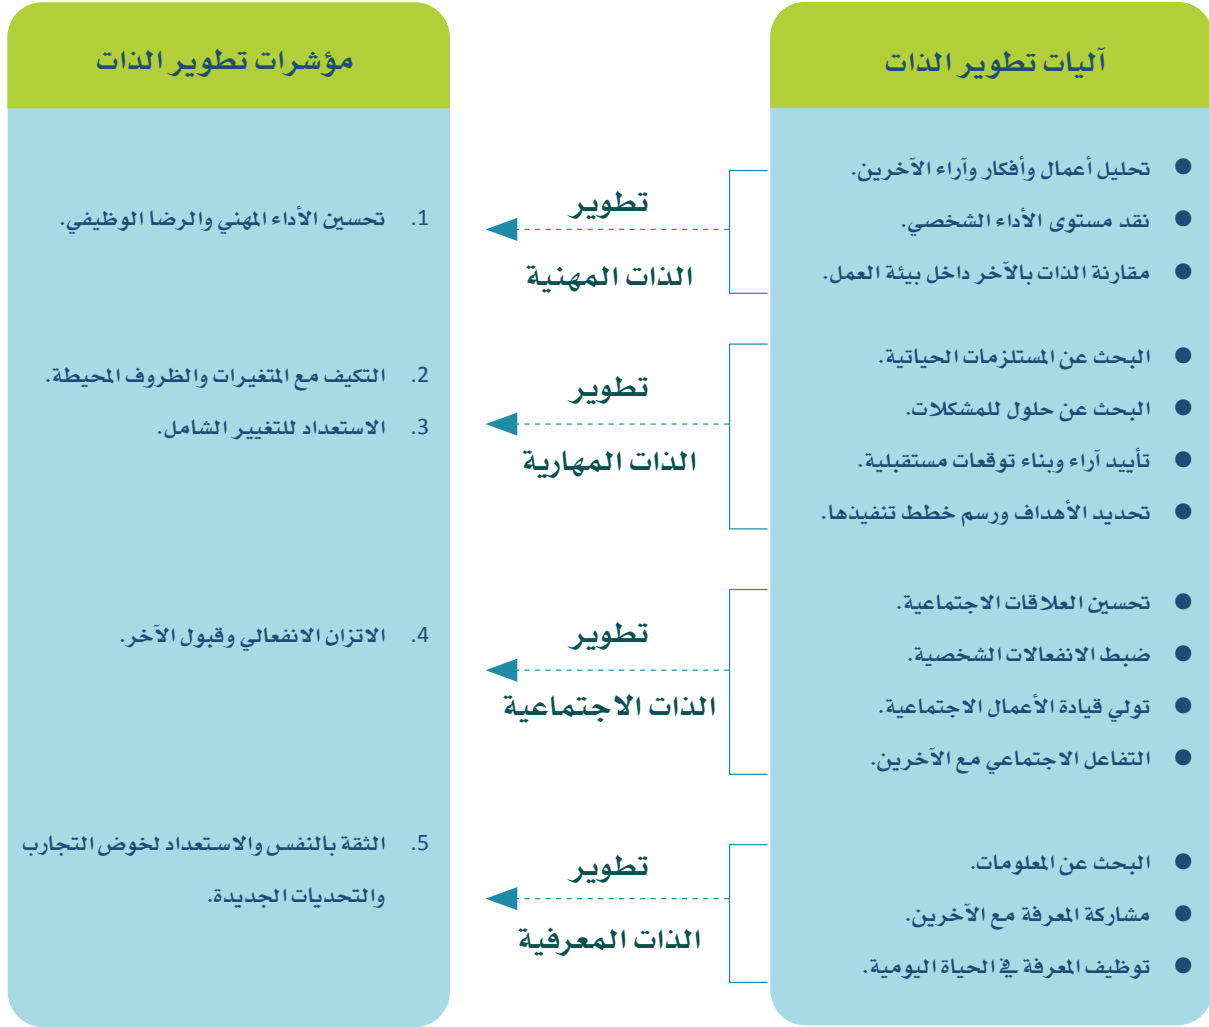 آليات تطوير الذات
● تحليل أعمال وأفكار وآراء الآخرين.
● نقد مستوى الأداء الشخصي.
● مقارنة الذات بالآخر داخل بيئة العمل.
● البحث عن المستلزمات الحياتية.
● البحث عن حلول للمشكلات.
● تأييد آراء وبناء توقعات مستقبلية.
● تحديد الأهداف ورسم خطط تنفيذها.
● تحسين العلاقات الاجتماعية.
● ضبط الانفعالات الشخصية.
● تولي قيادة الأعمال الاجتماعية.
● التفاعل الاجتماعي مع الآخرين.
● البحث عن المعلومات.
● مشاركة المعرفة مع الآخرين.
● توظيف المعرفة في الحياة اليومية.
تطوير
الذات المهنية
تطوير
الذات المهارية
تطوير
الذات الاجتماعية
تطوير
الذات المعرفية
مؤشرات تطوير الذات
1. تحسين الأداء المهني والرضا الوظيفي.
2. التكيف مع المتغيرات والظروف المحيطة.
3. الاستعداد للتغيير الشامل.
4. الاتزان الانفعالي وقبول الآخر.
5. الثقة بالنفس والاستعداد لخوض التجارب
والتحديات الجديدة.